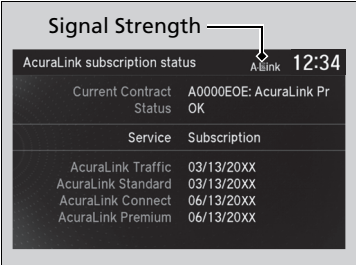 Signal Strength
AcuraLink subscription status A-Link 12:34
Current Contract A0000EOE: AcuraLink Pr
Status OK
Service Subscription
AcuraLink Traffic 03/13/20XX
AcuraLink Standard 03/13/20XX
AcuraLink Connect 06/13/20XX
AcuraLink Premium 06/13/20XX